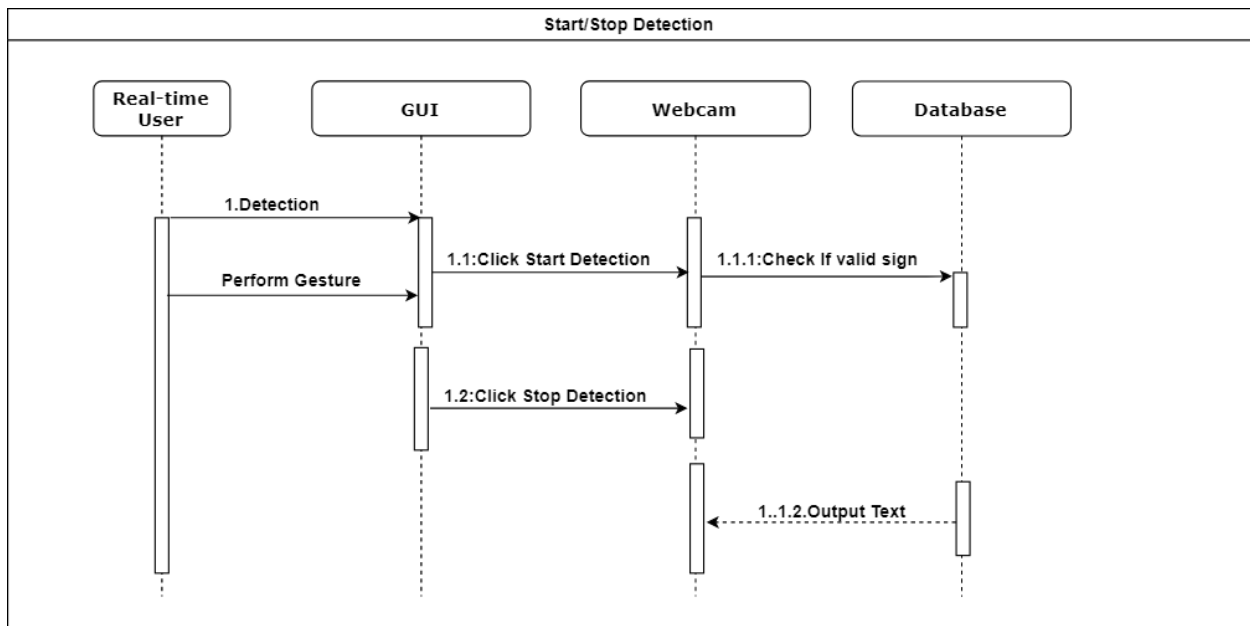 Start/Stop Detection
Real-time
User
GUI
Webcam
Database
1.Detection
1.1:Click Start Detection
1.1.1:Check If valid sign
Perform Gesture
1.2:Click Stop Detection
1..1.2.Output Text